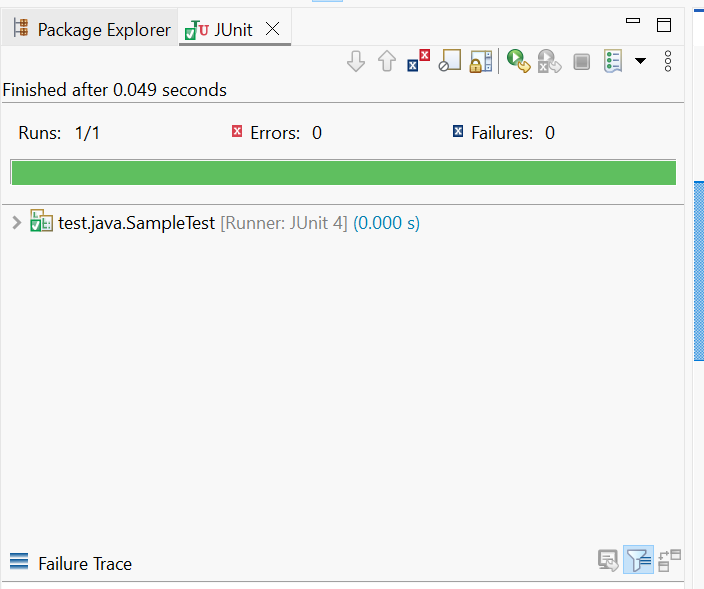 Package Explorer JUnit
Finished after 0.049 seconds
Runs: 1/1 Errors: 0 Failures: 0
test.java.SampleTest [Runner: JUnit 4] (0.000 s)
Failure Trace